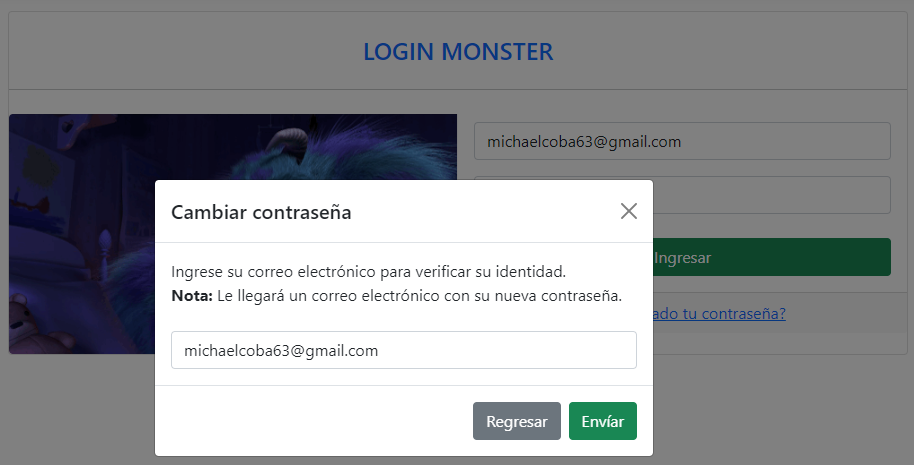 LOGIN MONSTER
michaelcoba63@gmail.com
Ingresar
ado tu contraseña?
Cambiar contraseña
Ingrese su correo electrónico para verificar su identidad.
Nota: Le llegará un correo electrónico con su nueva contraseña.
michaelcoba63@gmail.com
Regresar
Envíar